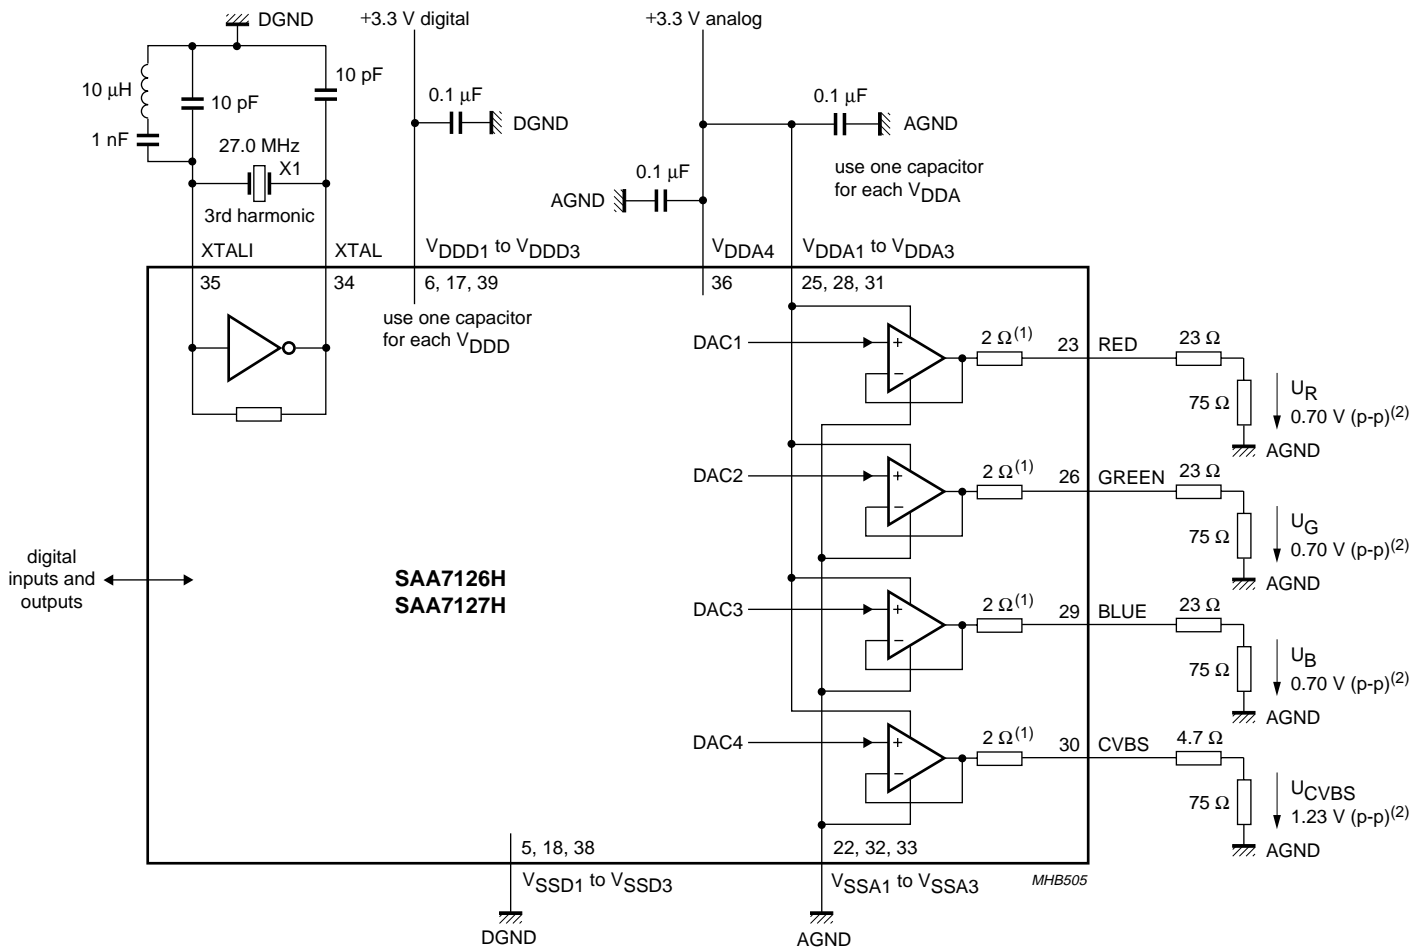 DGND
+3.3 V digital
+3.3 V analog
10 μH
10 pF
10 pF
1 nF
27.0 MHz
X1
3rd harmonic
0.1 μF
DGND
0.1 μF
AGND
use one capacitor
for each VDDA
0.1 μF
AGND
XTALI
XTAL
VDDD1 to VDDD3
VDDA4
VDDA1 to VDDA3
35
34
6, 17, 39
36
25, 28, 31
use one capacitor
for each VDDD
DAC1
+
−
2 Ω(1)
23
RED
23 Ω
75 Ω
UR
0.70 V (p-p)(2)
AGND
DAC2
+
−
2 Ω(1)
26
GREEN
23 Ω
75 Ω
UG
0.70 V (p-p)(2)
AGND
digital
inputs and
outputs
SAA7126H
SAA7127H
DAC3
+
−
2 Ω(1)
29
BLUE
23 Ω
75 Ω
UB
0.70 V (p-p)(2)
AGND
DAC4
+
−
2 Ω(1)
30
CVBS
4.7 Ω
75 Ω
UCVBS
1.23 V (p-p)(2)
AGND
5, 18, 38
22, 32, 33
VSSD1 to VSSD3
VSSA1 to VSSA3
MHB505
DGND
AGND